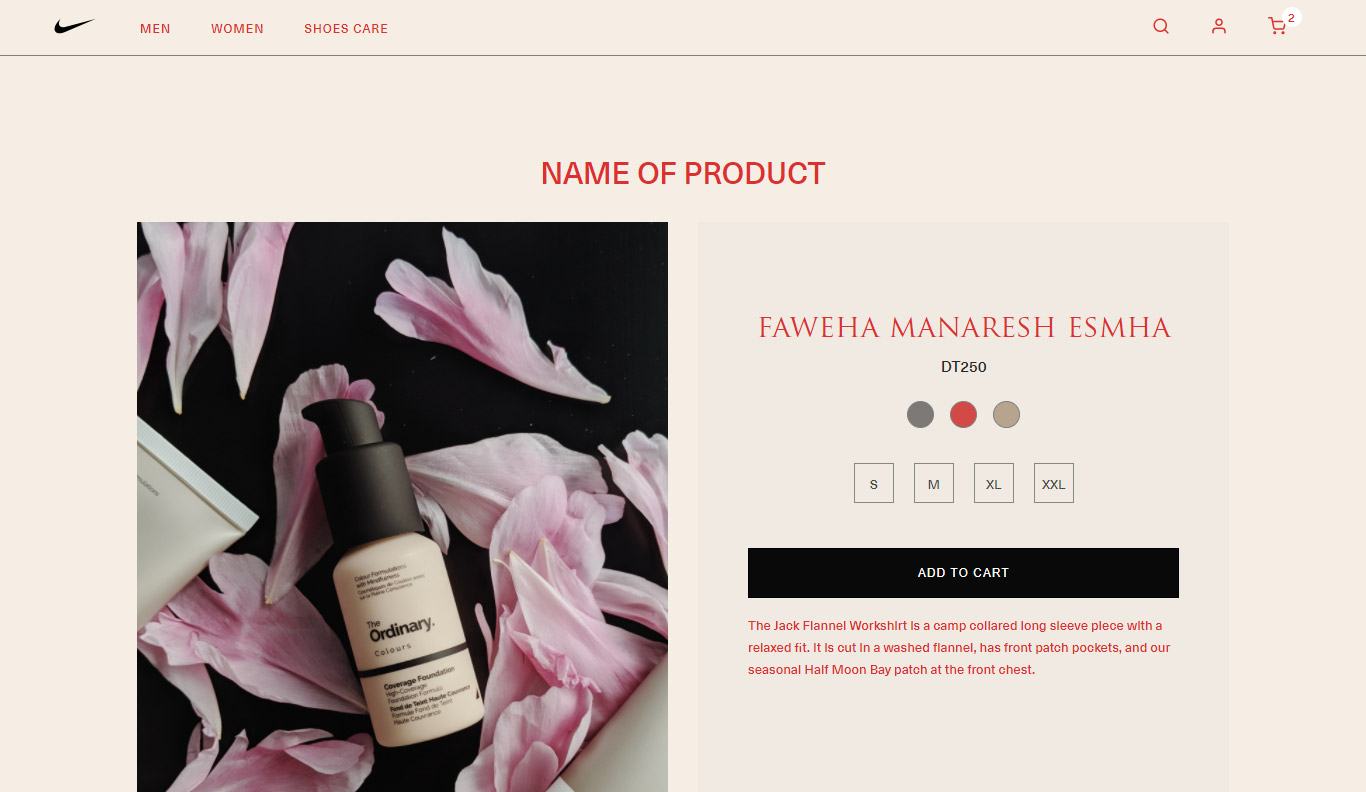 MEN WOMEN SHOES CARE 2
NAME OF PRODUCT
Colour Formulations
with Mindfulness
The
Ordinary.
Colours
Coverage Foundation
High-Coverage
Foundation Formula
Fond de Teint Haute Couvrance
Formule Fond de Teint
Haute Couvrance
FAWEHA MANARESH ESMHA
DT250
S M XL XXL
ADD TO CART
The Jack Flannel Workshirt is a camp collared long sleeve piece with a
relaxed fit. It is cut in a washed flannel, has front patch pockets, and our
seasonal Half Moon Bay patch at the front chest.